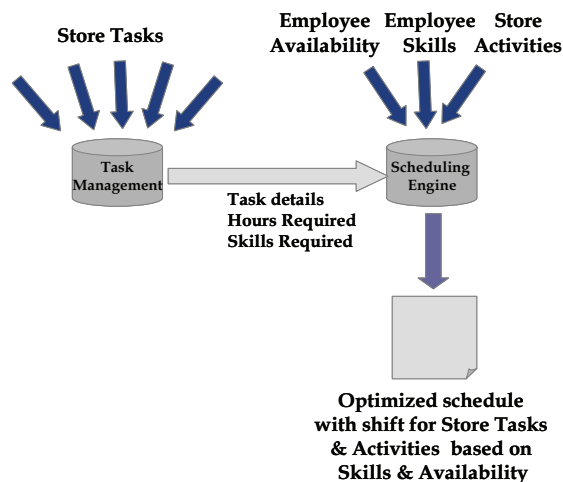 Store Tasks
Employee Availability
Employee Skills
Store Activities
Task
Management
Scheduling
Engine
Task details
Hours Required
Skills Required
Optimized schedule
with shift for Store Tasks
& Activities based on
Skills & Availability